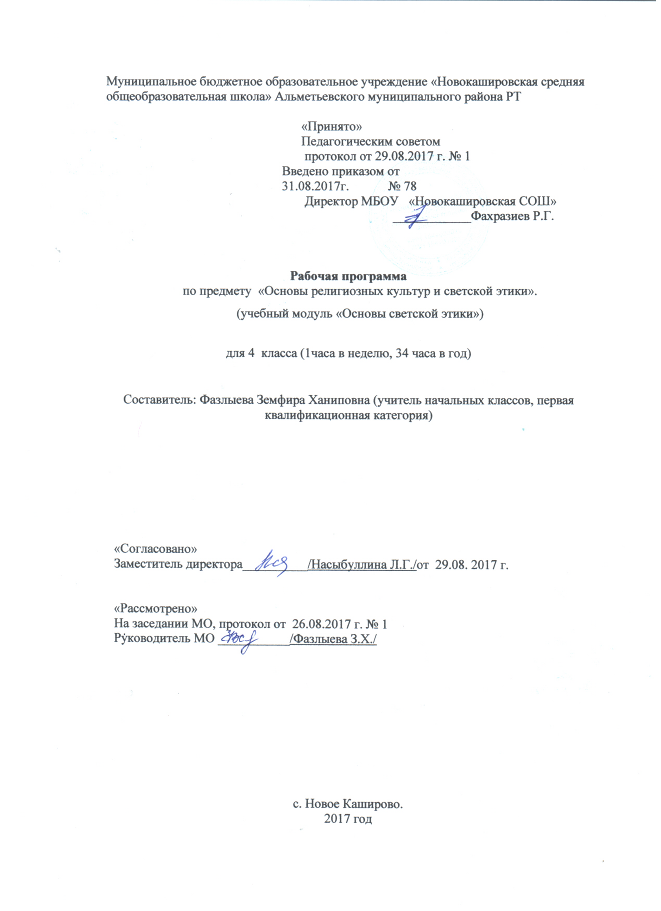 Муниципальное бюджетное образовательное учреждение «Новокашировская средняя
общеобразовательная школа» Альметьевского муниципального района РТ
«Принято»
Педагогическим советом
протокол от 29.08.2017 г. № 1
Введено приказом от
31.08.2017г. № 78
Директор МБОУ «Новокашировская СОШ»
____________Фахразиев Р.Г.
Рабочая программа
по предмету «Основы религиозных культур и светской этики».
(учебный модуль «Основы светской этики»)
для 4 класса (1часа в неделю, 34 часа в год)
Составитель: Фазлыева Земфира Ханиповна (учитель начальных классов, первая
квалификационная категория)
«Согласовано»
Заместитель директора__________/Насыбуллина Л.Г./от 29.08. 2017 г.
«Рассмотрено»
На заседании МО, протокол от 26.08.2017 г. № 1
Руководитель МО ___________/Фазлыева З.Х./
с. Новое Каширово.
2017 год